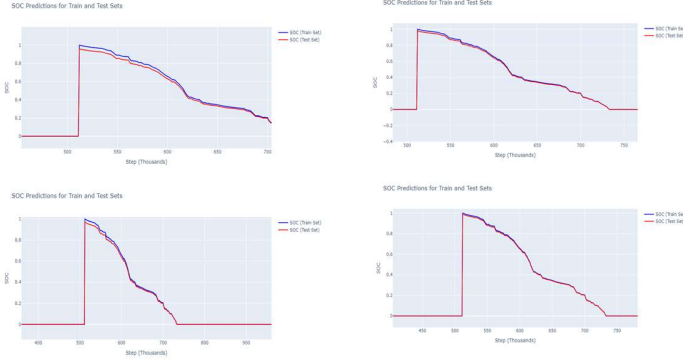 SOC Predictions for Train and Test Sets
SOC (Train Set)
SOC (Test Set)
1
0.8
0.6
0.4
0.2
0
SOC
500
550
600
650
700
Step (Thousands)
SOC Predictions for Train and Test Sets
SOC (Train Se
SOC (Test Set
1
0.8
0.6
0.4
0.2
0
−0.2
−0.4
SOC
500
550
600
650
700
750
Step (Thousands)
SOC Predictions for Train and Test Sets
SOC (Train Set)
SOC (Test Set)
1
0.8
0.6
0.4
0.2
0
SOC
400
500
600
700
800
900
Step (Thousands)
SOC Predictions for Train and Test Sets
SOC (Train Se
SOC (Test Set
1
0.8
0.6
0.4
0.2
0
SOC
450
500
550
600
650
700
750
Step (Thousands)